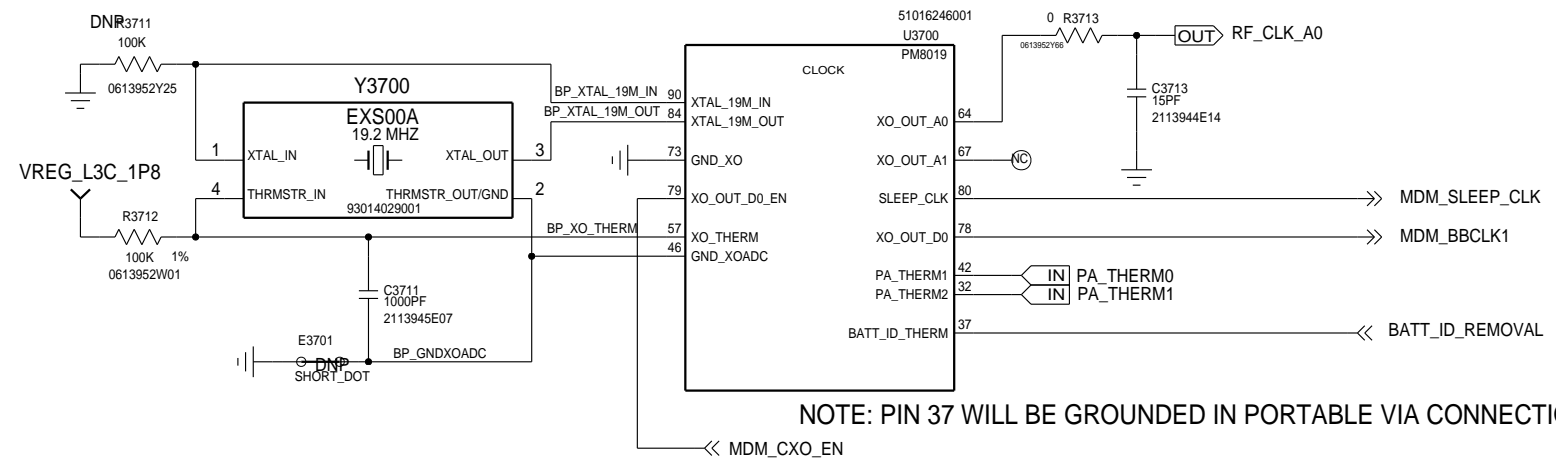 DNP
R3711
100K
0613952Y25
Y3700
EXS00A
19.2 MHZ
1
XTAL_IN
XTAL_OUT
3
4
THRMSTR_IN
THRMSTR_OUT/GND
2
93014029001
VREG_L3C_1P8
R3712
100K
1%
0613952W01
C3711
1000PF
2113945E07
E3701
DNP
SHORT_DOT
BP_GNDXOADC
BP_XTAL_19M_IN
BP_XTAL_19M_OUT
BP_XO_THERM
51016246001
U3700
PM8019
CLOCK
90
XTAL_19M_IN
84
XTAL_19M_OUT
73
GND_XO
79
XO_OUT_D0_EN
57
XO_THERM
46
GND_XOADC
XO_OUT_A0
64
XO_OUT_A1
67
NC
SLEEP_CLK
80
XO_OUT_D0
78
PA_THERM1
42
PA_THERM2
32
BATT_ID_THERM
37
0
R3713
0613952Y66
OUT
RF_CLK_A0
C3713
15PF
2113944E14
MDM_SLEEP_CLK
MDM_BBCLK1
IN PA_THERM0
IN PA_THERM1
BATT_ID_REMOVAL
NOTE: PIN 37 WILL BE GROUNDED IN PORTABLE VIA
MDM_CXO_EN